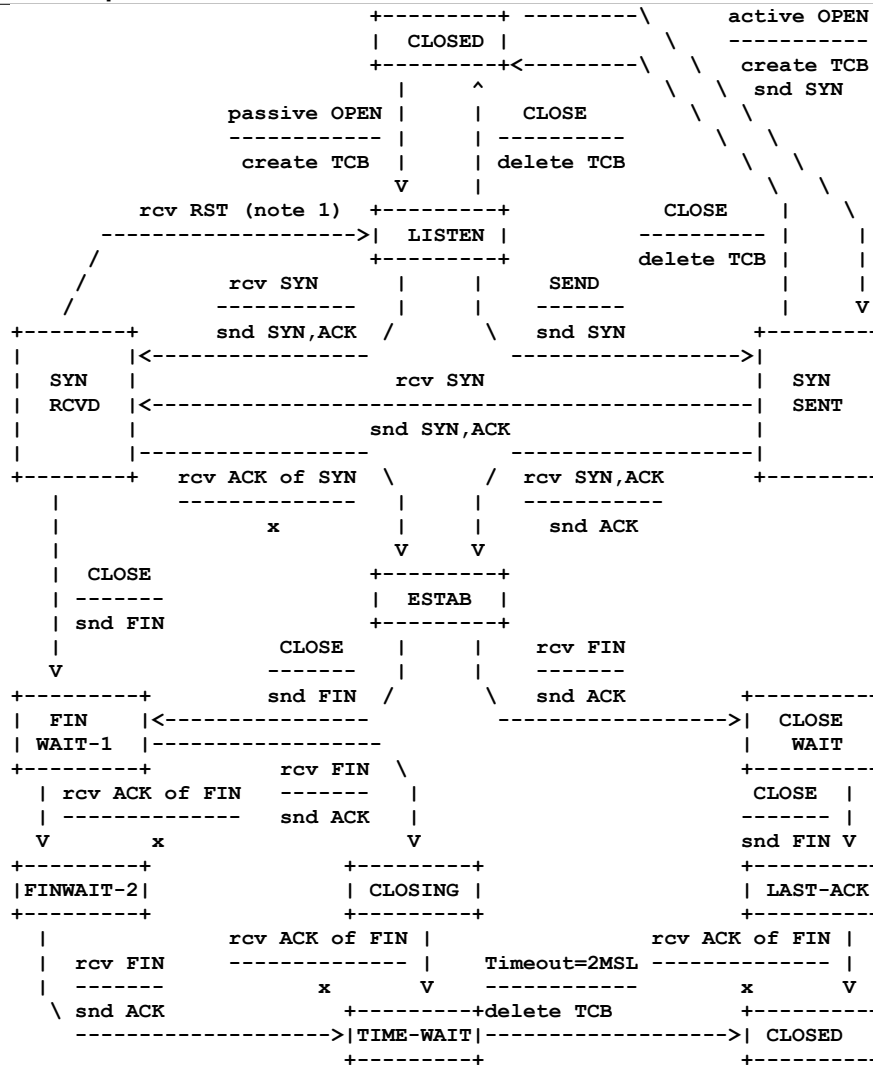 +---------+ ---------\      active OPEN
|  CLOSED |            \    -----------
+---------+<---------\   \   create TCB
|     ^              \   \  snd SYN
passive OPEN |     |   CLOSE        \   \
------------ |     | ----------       \   \
create TCB  |     | delete TCB         \   \
V     |                      \   \
rcv RST (note 1)  +---------+            CLOSE    |    \
-------------------->|  LISTEN |          ---------- |     |
/                    +---------+          delete TCB |     |
/           rcv SYN      |     |     SEND              |     |
/           -----------   |     |    -------            |     V
+--------+      snd SYN,ACK  /       \   snd SYN          +---------
|        |<-----------------           ------------------>|
|  SYN   |                    rcv SYN                     |  SYN
|  RCVD  |<-----------------------------------------------|  SENT
|        |                  snd SYN,ACK                   |
|        |------------------           -------------------|
+--------+   rcv ACK of SYN  \       /  rcv SYN,ACK       +---------
|           --------------   |     |   -----------
|                  x         |     |     snd ACK
|                            V     V
|  CLOSE                   +---------+
| -------                  |  ESTAB  |
| snd FIN                  +---------+
|                   CLOSE    |     |    rcv FIN
V                  -------   |     |    -------
+---------+          snd FIN  /       \   snd ACK         +---------
|  FIN    |<-----------------           ------------------>|  CLOSE
| WAIT-1  |------------------                              |   WAIT
+---------+          rcv FIN  \                            +---------
| rcv ACK of FIN   -------   |                            CLOSE  |
| --------------   snd ACK   |                           ------- |
V        x                   V                           snd FIN V
+---------+                  +---------+                   +---------
|FINWAIT-2|                  | CLOSING |                   | LAST-ACK
+---------+                  +---------+                   +---------
|              rcv ACK of FIN |                 rcv ACK of FIN |
|  rcv FIN     -------------- |    Timeout=2MSL -------------- |
|  -------            x       V    ------------        x       V
\ snd ACK                 +---------+delete TCB         +---------
-------------------->|TIME-WAIT|------------------->| CLOSED
+---------+                    +---------